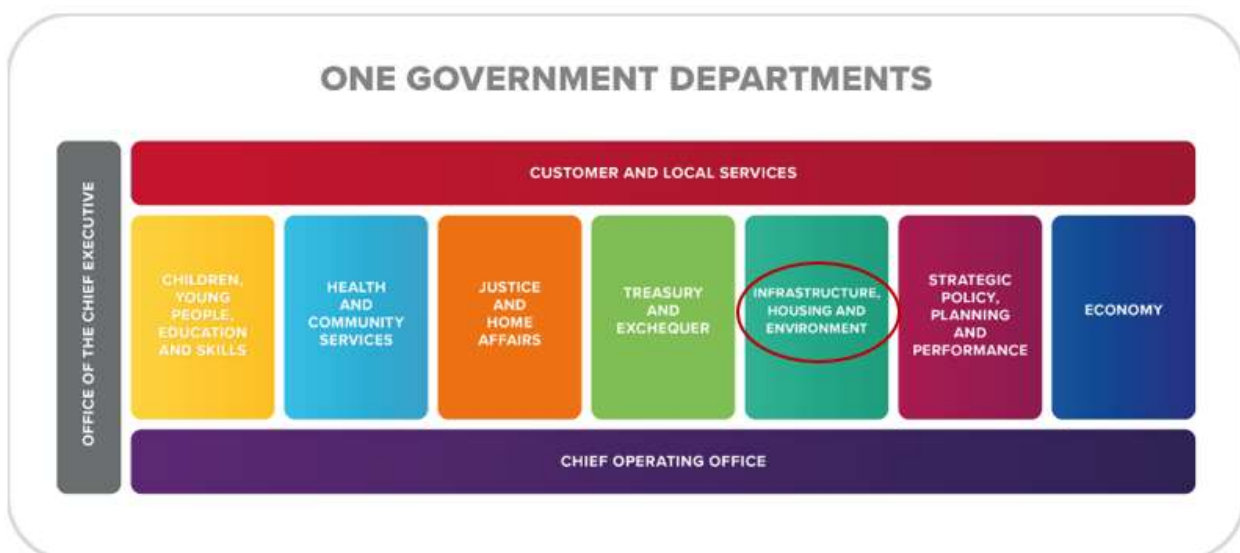 ONE GOVERNMENT DEPARTMENTS
OFFICE OF THE CHIEF EXECUTIVE
CUSTOMER AND LOCAL SERVICES
CHILDREN,
YOUNG
PEOPLE,
EDUCATION
AND SKILLS
HEALTH
AND
COMMUNITY
SERVICES
JUSTICE
AND
HOME
AFFAIRS
TREASURY
AND
EXCHEQUER
INFRASTRUCTURE,
HOUSING AND
ENVIRONMENT
STRATEGIC
POLICY,
PLANNING
AND
PERFORMANCE
ECONOMY
CHIEF OPERATING OFFICE